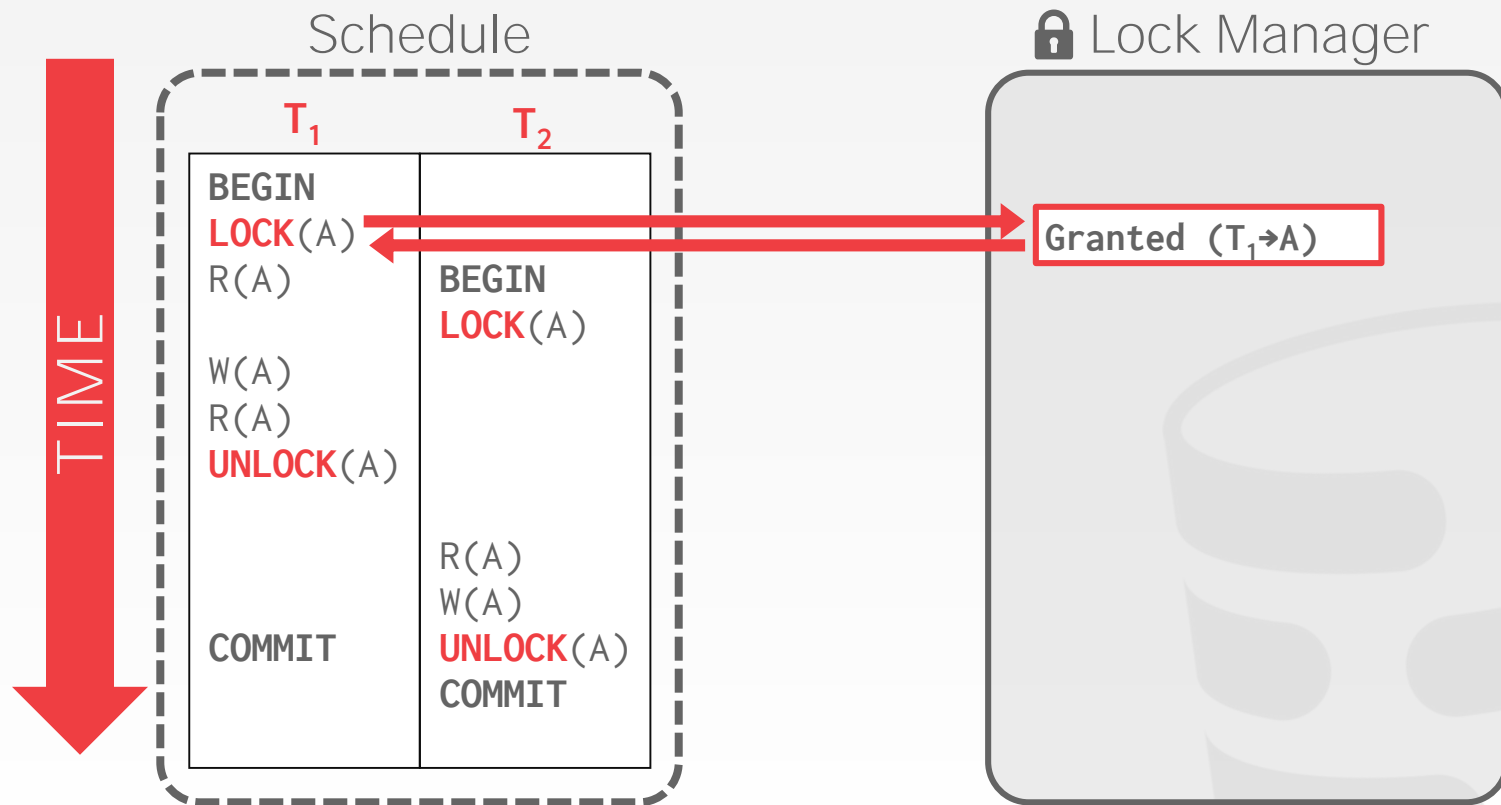 Schedule
Lock Manager
TIME
T₁ T₂
BEGIN
LOCK(A)
Granted (T₁→A)
R(A) BEGIN
LOCK(A)
W(A)
R(A)
UNLOCK(A)
R(A)
W(A)
COMMIT UNLOCK(A)
COMMIT